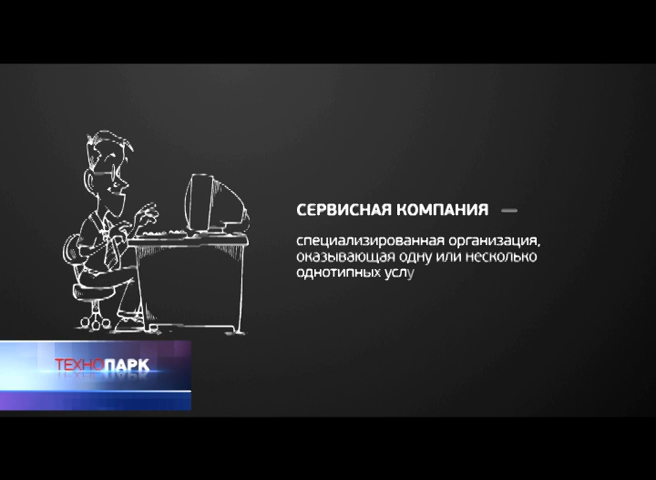 СЕРВИСНАЯ КОМПАНИЯ —
специализированная организация,
оказывающая одну или несколько
однотипных услу
ТЕХНОПАРК